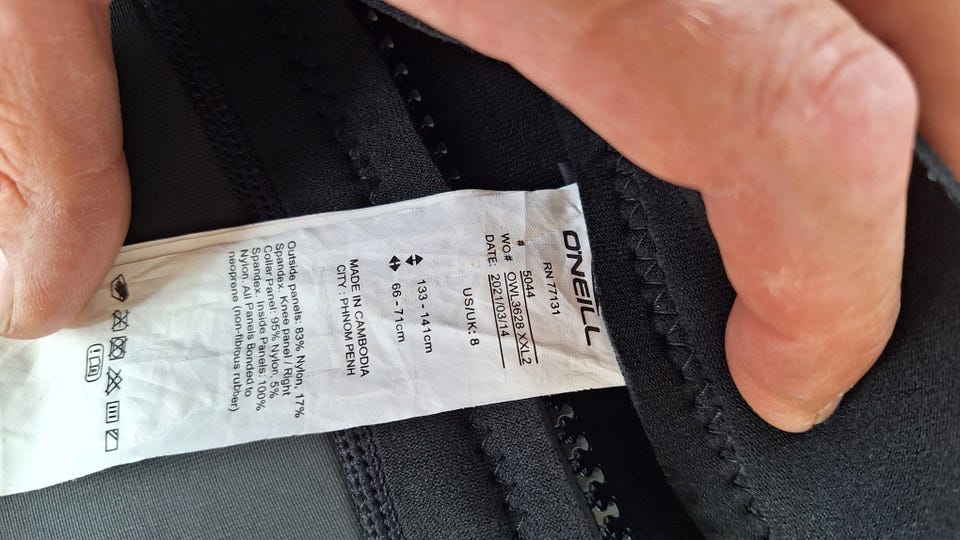 O'NEILL
RN 77131
# 5044
WO# OWL3628 XXL2
DATE: 2021/03/14
US/UK: 8
133 - 141cm
66 - 71cm
MADE IN CAMBODIA
CITY : PHNOM PENH
Outside panels: 83% Nylon, 17%
Spandex. Knee panel / Right
Collar Panel: 95% Nylon, 5%
Spandex. Inside Panels: 100%
Nylon. All Panels Bonded to
neoprene (non-fibrous rubber)